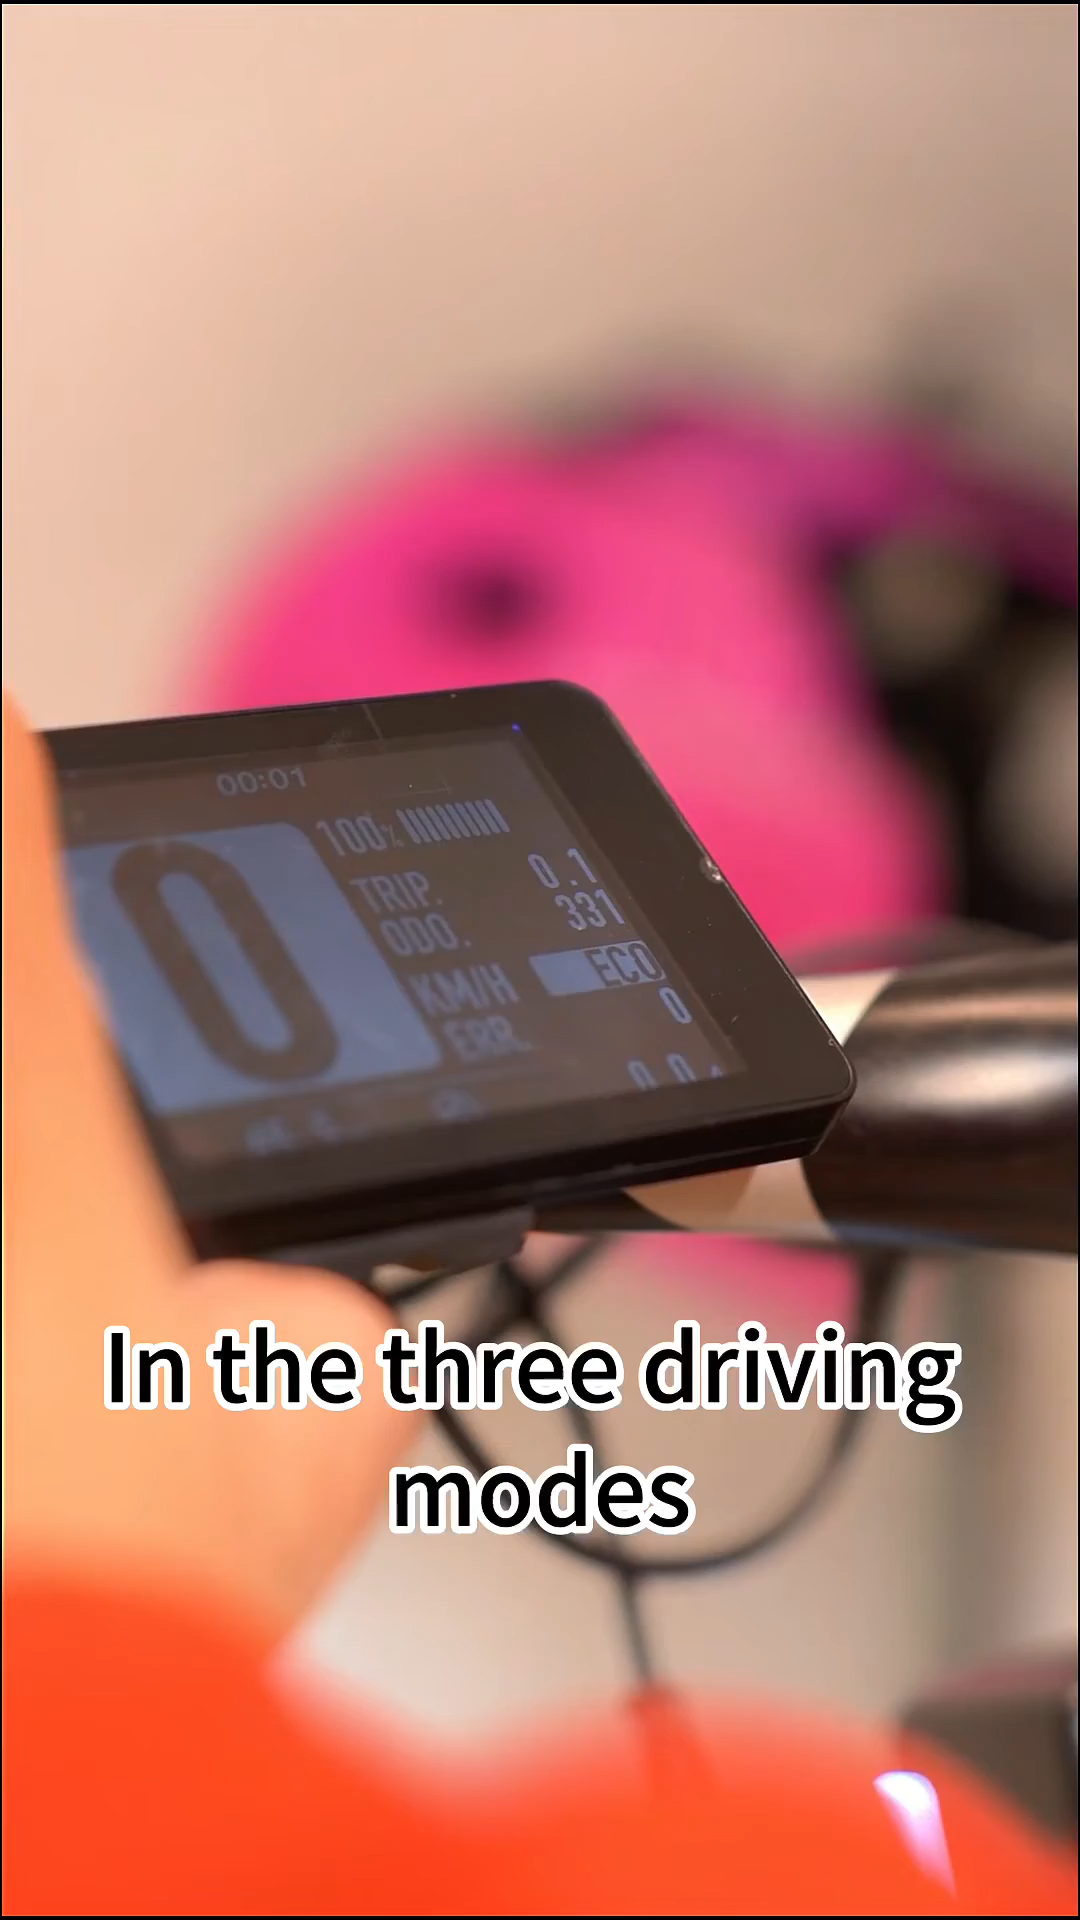 00:01
100%
TRIP. 0.1
ODO. 331
KM/H ECO
ERR. 0
0
In the three driving
modes